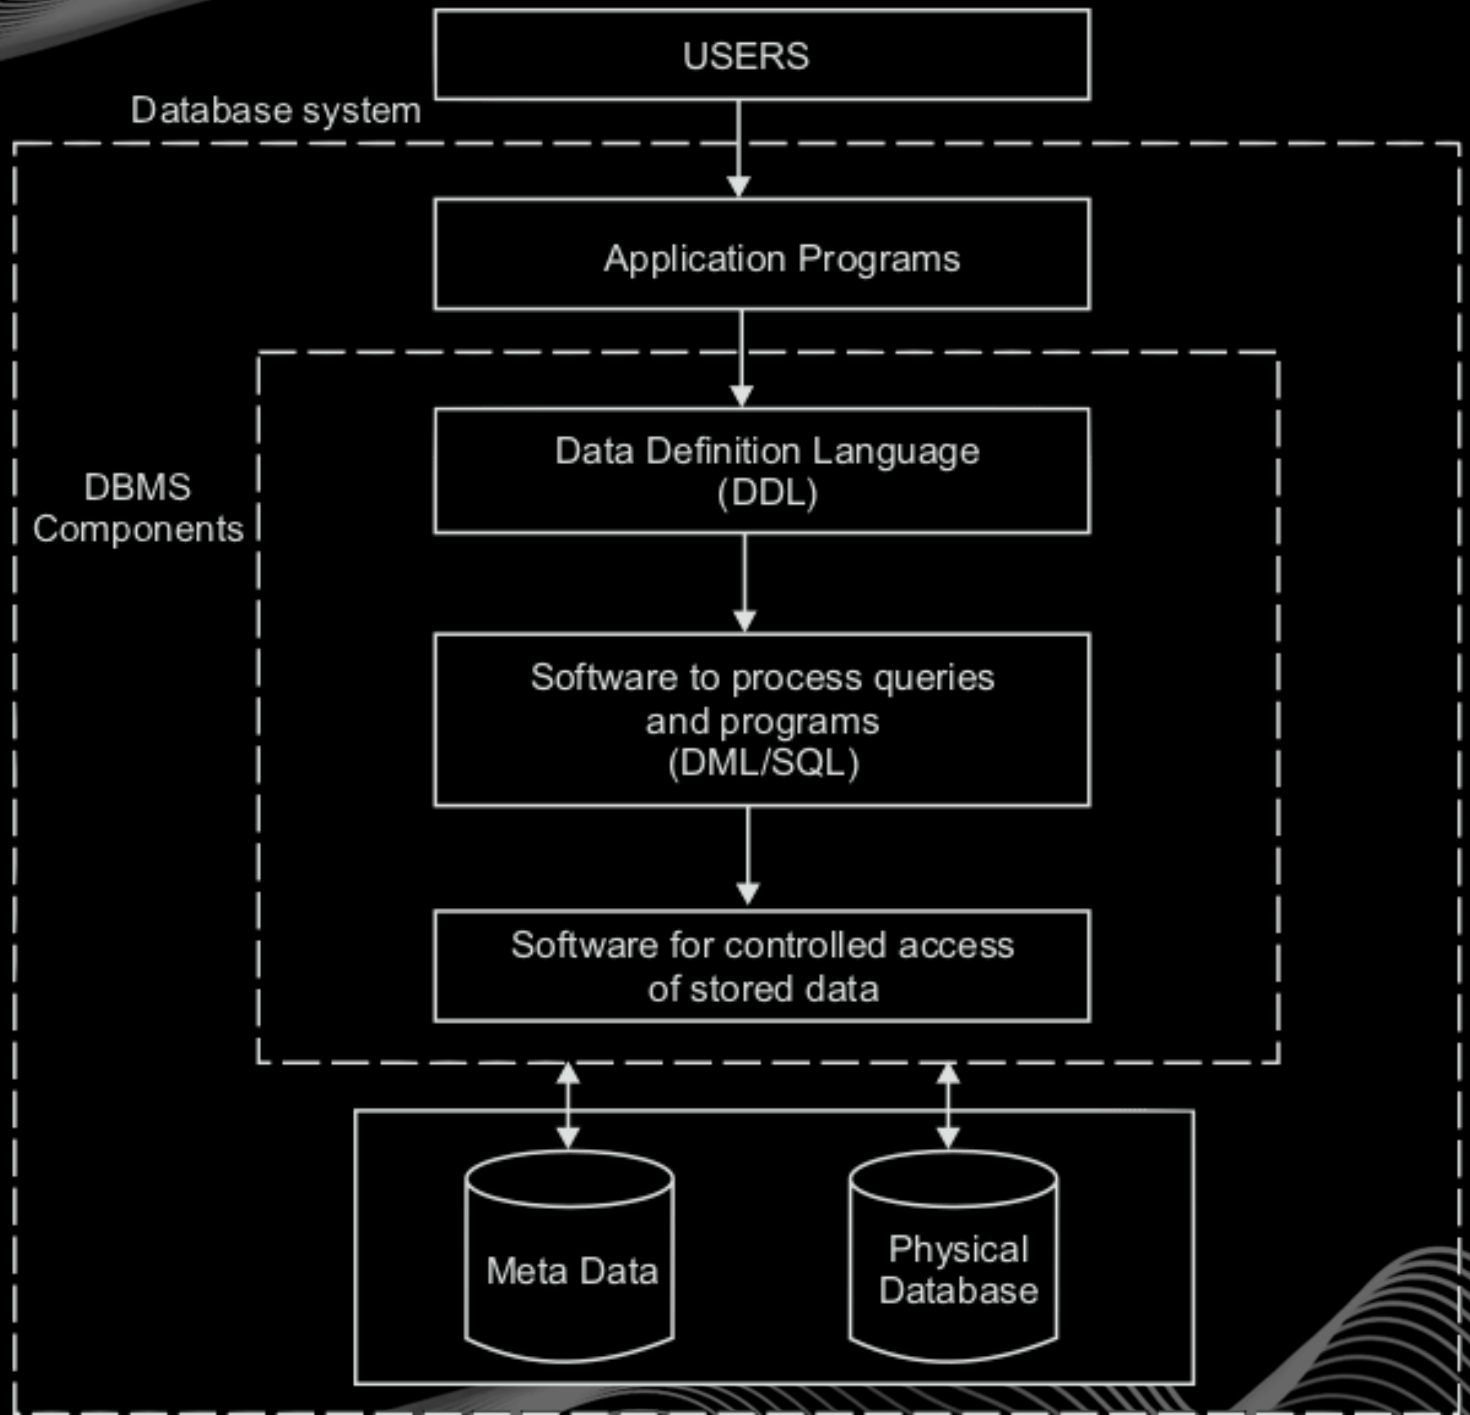 USERS
Database system
Application Programs
Data Definition Language
(DDL)
DBMS
Components
Software to process queries
and programs
(DML/SQL)
Software for controlled access
of stored data
Meta Data
Physical
Database